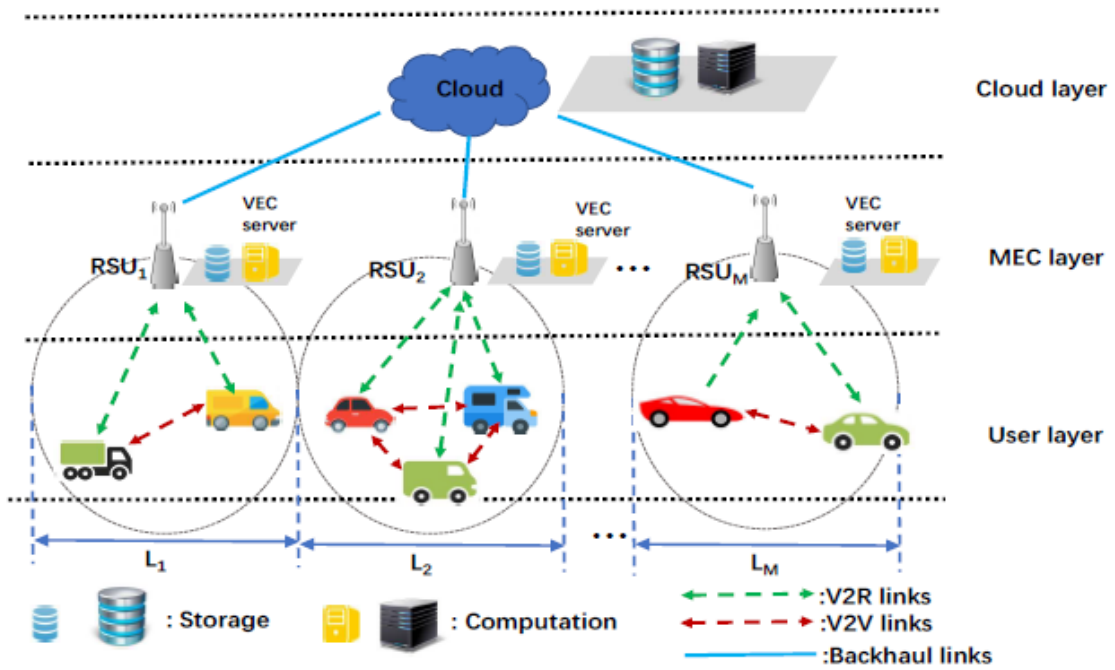 Cloud
Cloud layer
VEC
server
VEC
server
VEC
server
RSU1
RSU2
...
RSUM
MEC layer
User layer
...
L1
L2
LM
: Storage
: Computation
:V2R links
:V2V links
:Backhaul links